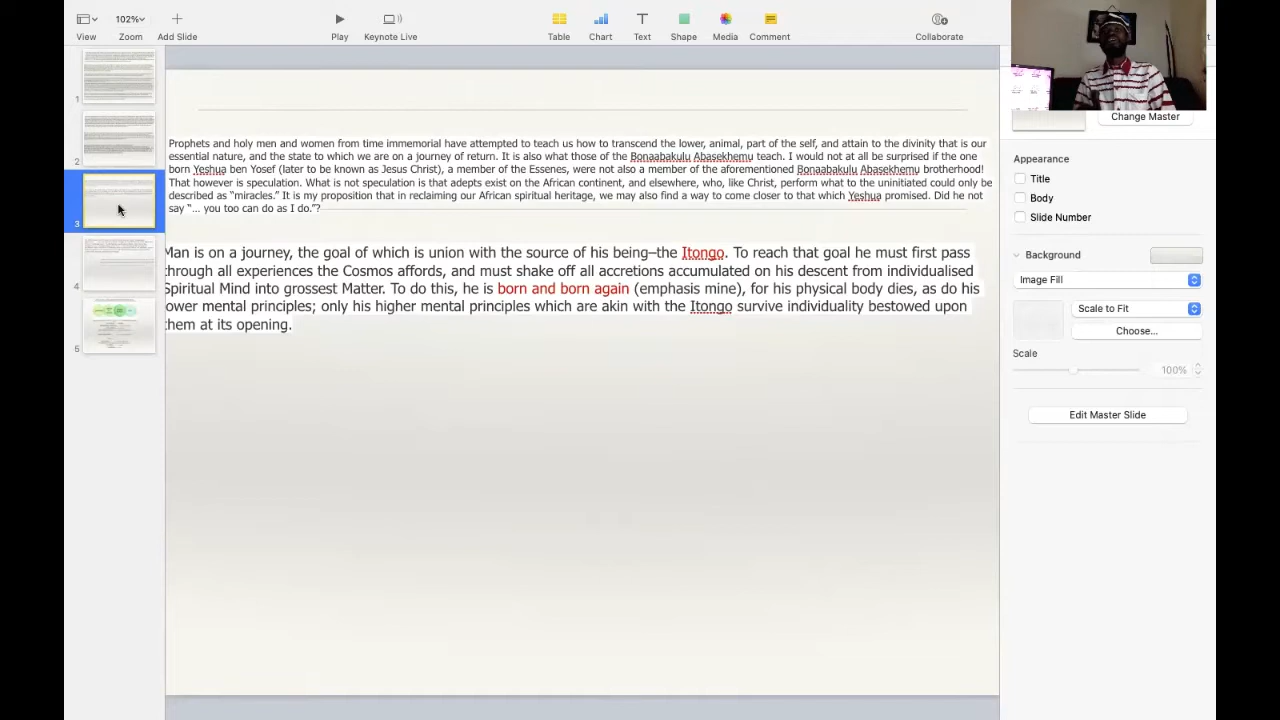 102%
View
Zoom
Add Slide
Play
Keynote Live
Table
Chart
Text
Shape
Media
Comment
Collaborate
1
2
3
4
5
Prophets and holy men and women from time immemorial have attempted to teach us how to transcend the lower, animal, part of the self, and attain to the divinity that is our
essential nature, and the state to which we are on a journey of return. It is also what those of the Bonaabakulu Abasekhemu teach. I would not at all be surprised if the one
born Yeshua ben Yosef (later to be known as Jesus Christ), a member of the Essenes, were not also a member of the aforementioned Bonaabakulu Abasekhemu brotherhood!
That however is speculation. What is not speculation is that adepts exist on the African continent, and elsewhere, who, like Christ, perform what to the uninitiated could only be
described as “miracles.” It is my proposition that in reclaiming our African spiritual heritage, we may also find a way to come closer to that which Yeshua promised. Did he not
say “… you too can do as I do.”?
Man is on a journey, the goal of which is union with the source of his being–the Itongo. To reach that goal he must first pass
through all experiences the Cosmos affords, and must shake off all accretions accumulated on his descent from individualised
Spiritual Mind into grossest Matter. To do this, he is born and born again (emphasis mine), for his physical body dies, as do his
lower mental principles; only his higher mental principles which are akin with the Itongo survive individuality bestowed upon
them at its opening.
Change Master
Appearance
Title
Body
Slide Number
Background
Image Fill
Scale to Fit
Choose...
Scale
100%
Edit Master Slide